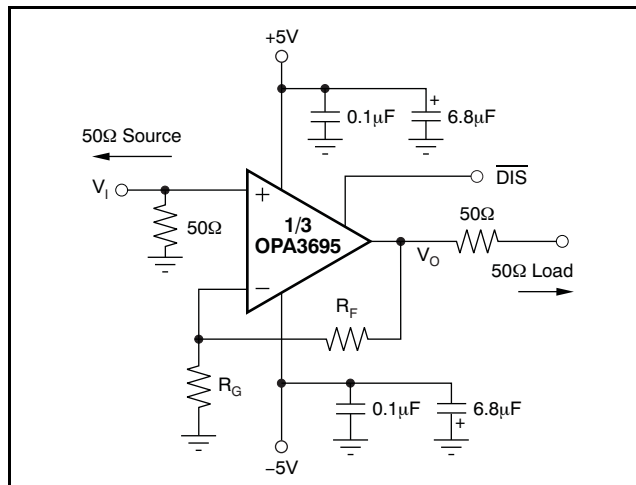 +5V
+
0.1μF
6.8μF
50Ω Source
DIS
V_I
+
1/3
OPA3695
50Ω
50Ω
V_O
50Ω Load
−
R_F
R_G
0.1μF
6.8μF
+
−5V